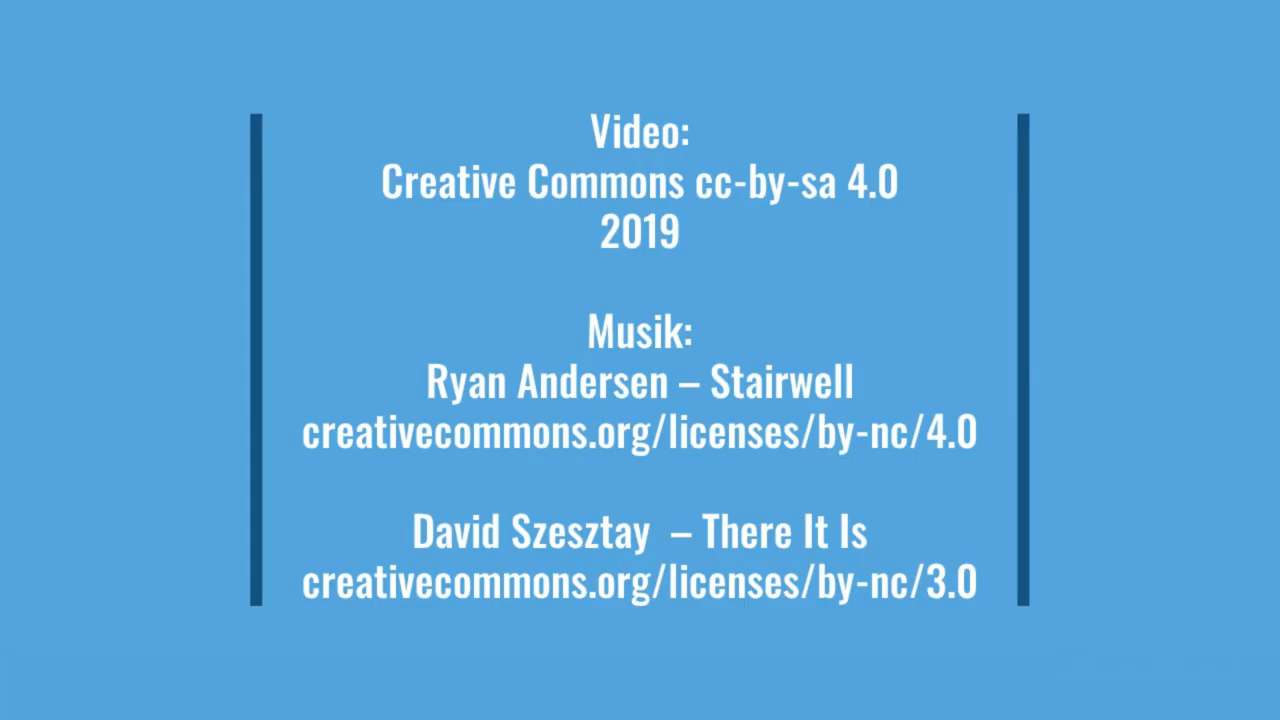 Video:
Creative Commons cc-by-sa 4.0
2019
Musik:
Ryan Andersen – Stairwell
creativecommons.org/licenses/by-nc/4.0
David Szesztay – There It Is
creativecommons.org/licenses/by-nc/3.0